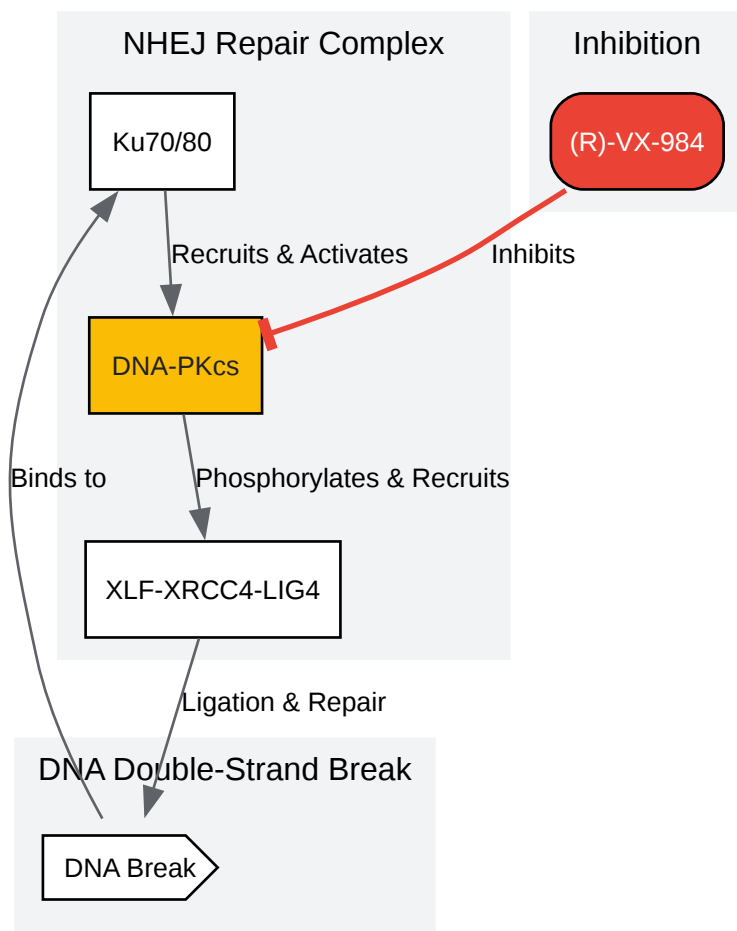 NHEJ Repair Complex
Inhibition
Ku70/80
(R)-VX-984
Recruits & Activates
Inhibits
DNA-PKcs
Binds to
Phosphorylates & Recruits
XLF-XRCC4-LIG4
Ligation & Repair
DNA Double-Strand Break
DNA Break